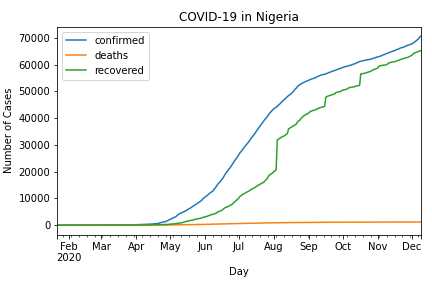 COVID-19 in Nigeria
confirmed
deaths
recovered
Number of Cases
70000
60000
50000
40000
30000
20000
10000
0
Feb Mar Apr May Jun Jul Aug Sep Oct Nov Dec
2020
Day